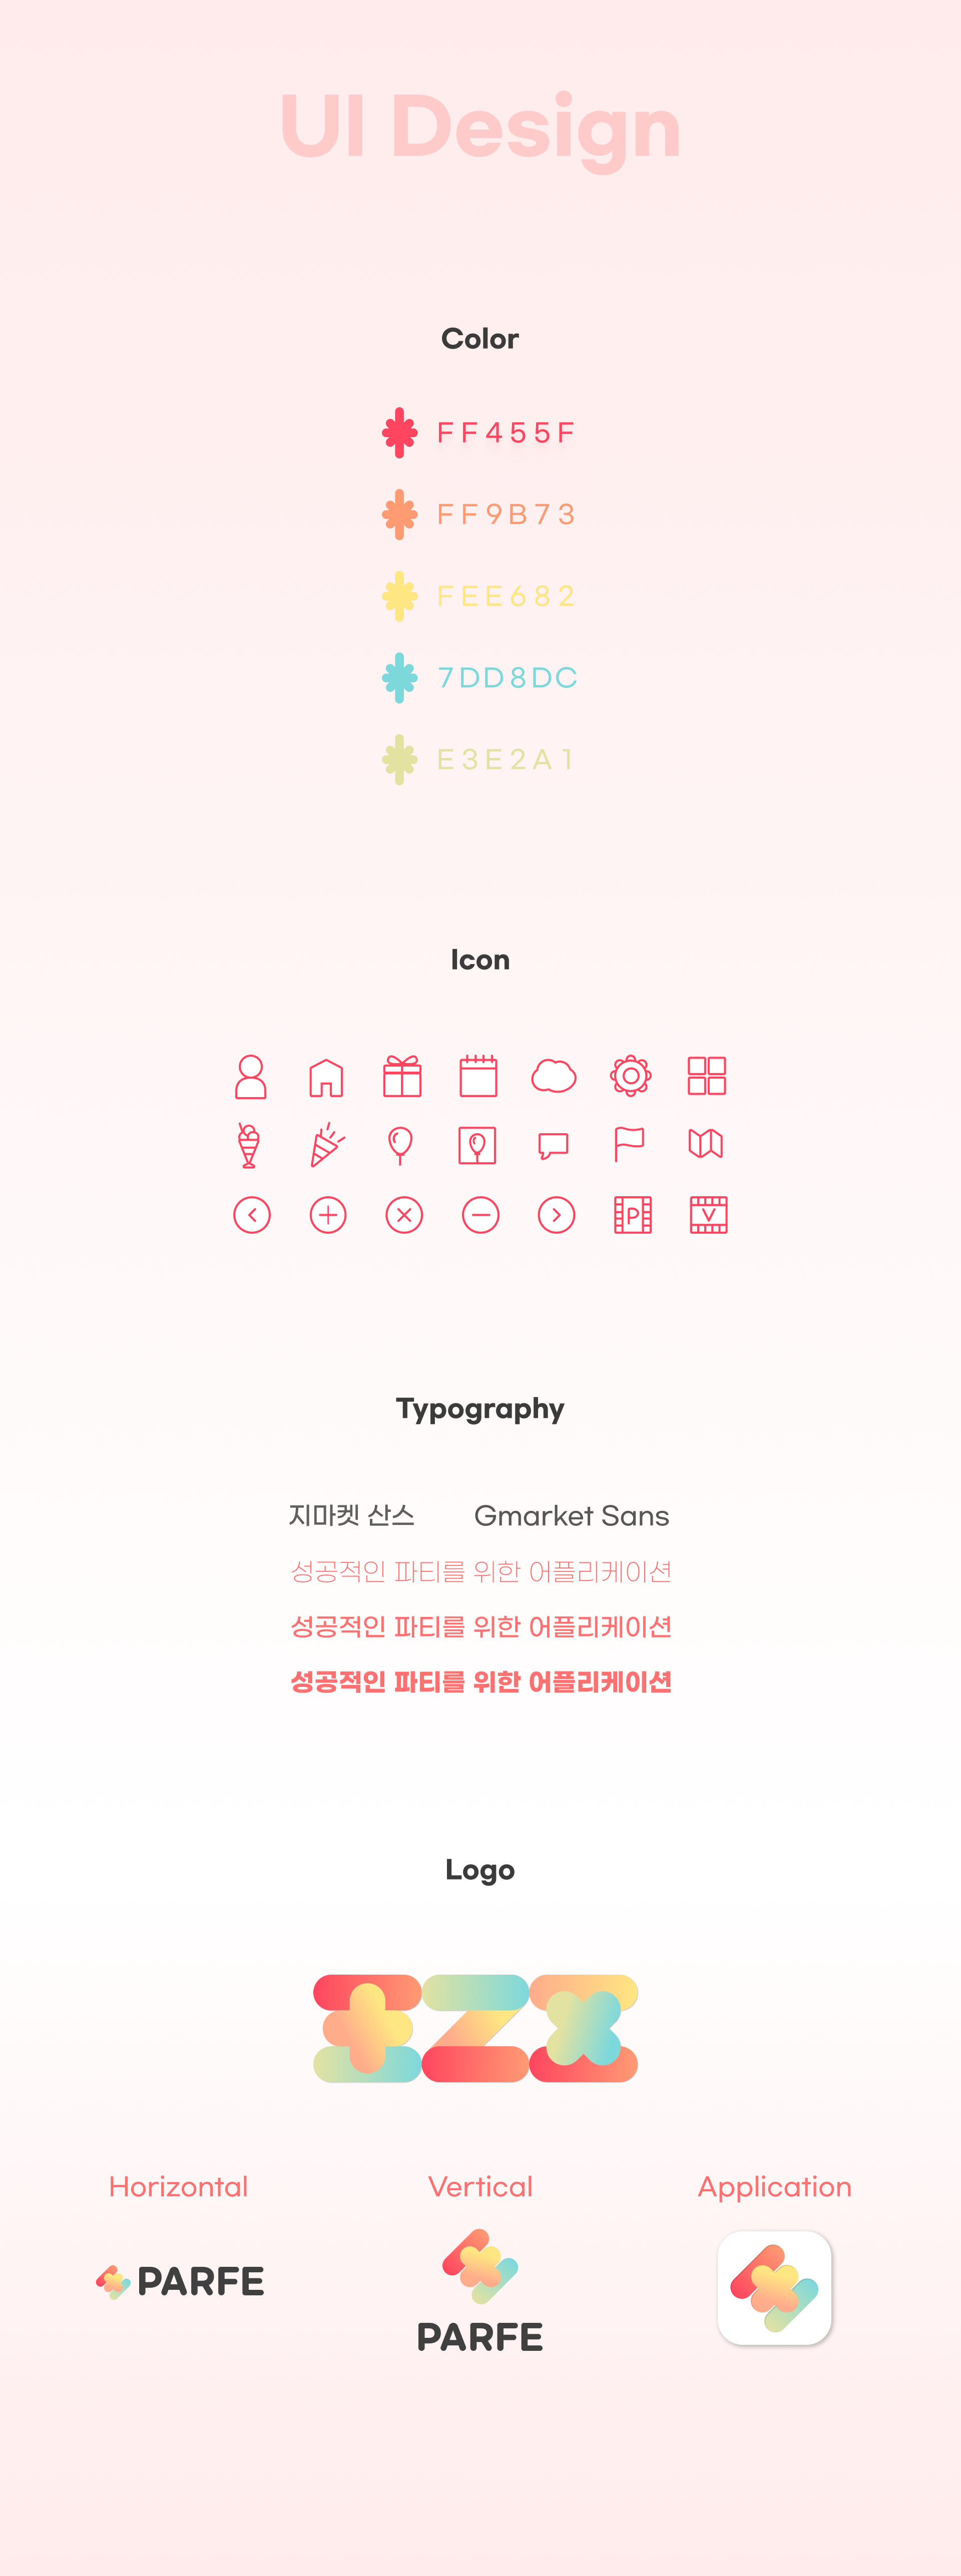 UI Design
Color
FF455F
FF9B73
FEE682
7DD8DC
E3E2A1
Icon
P V
Typography
지마켓 산스 Gmarket Sans
성공적인 파티를 위한 어플리케이션
성공적인 파티를 위한 어플리케이션
성공적인 파티를 위한 어플리케이션
Logo
Horizontal Vertical Application
PARFE
PARFE